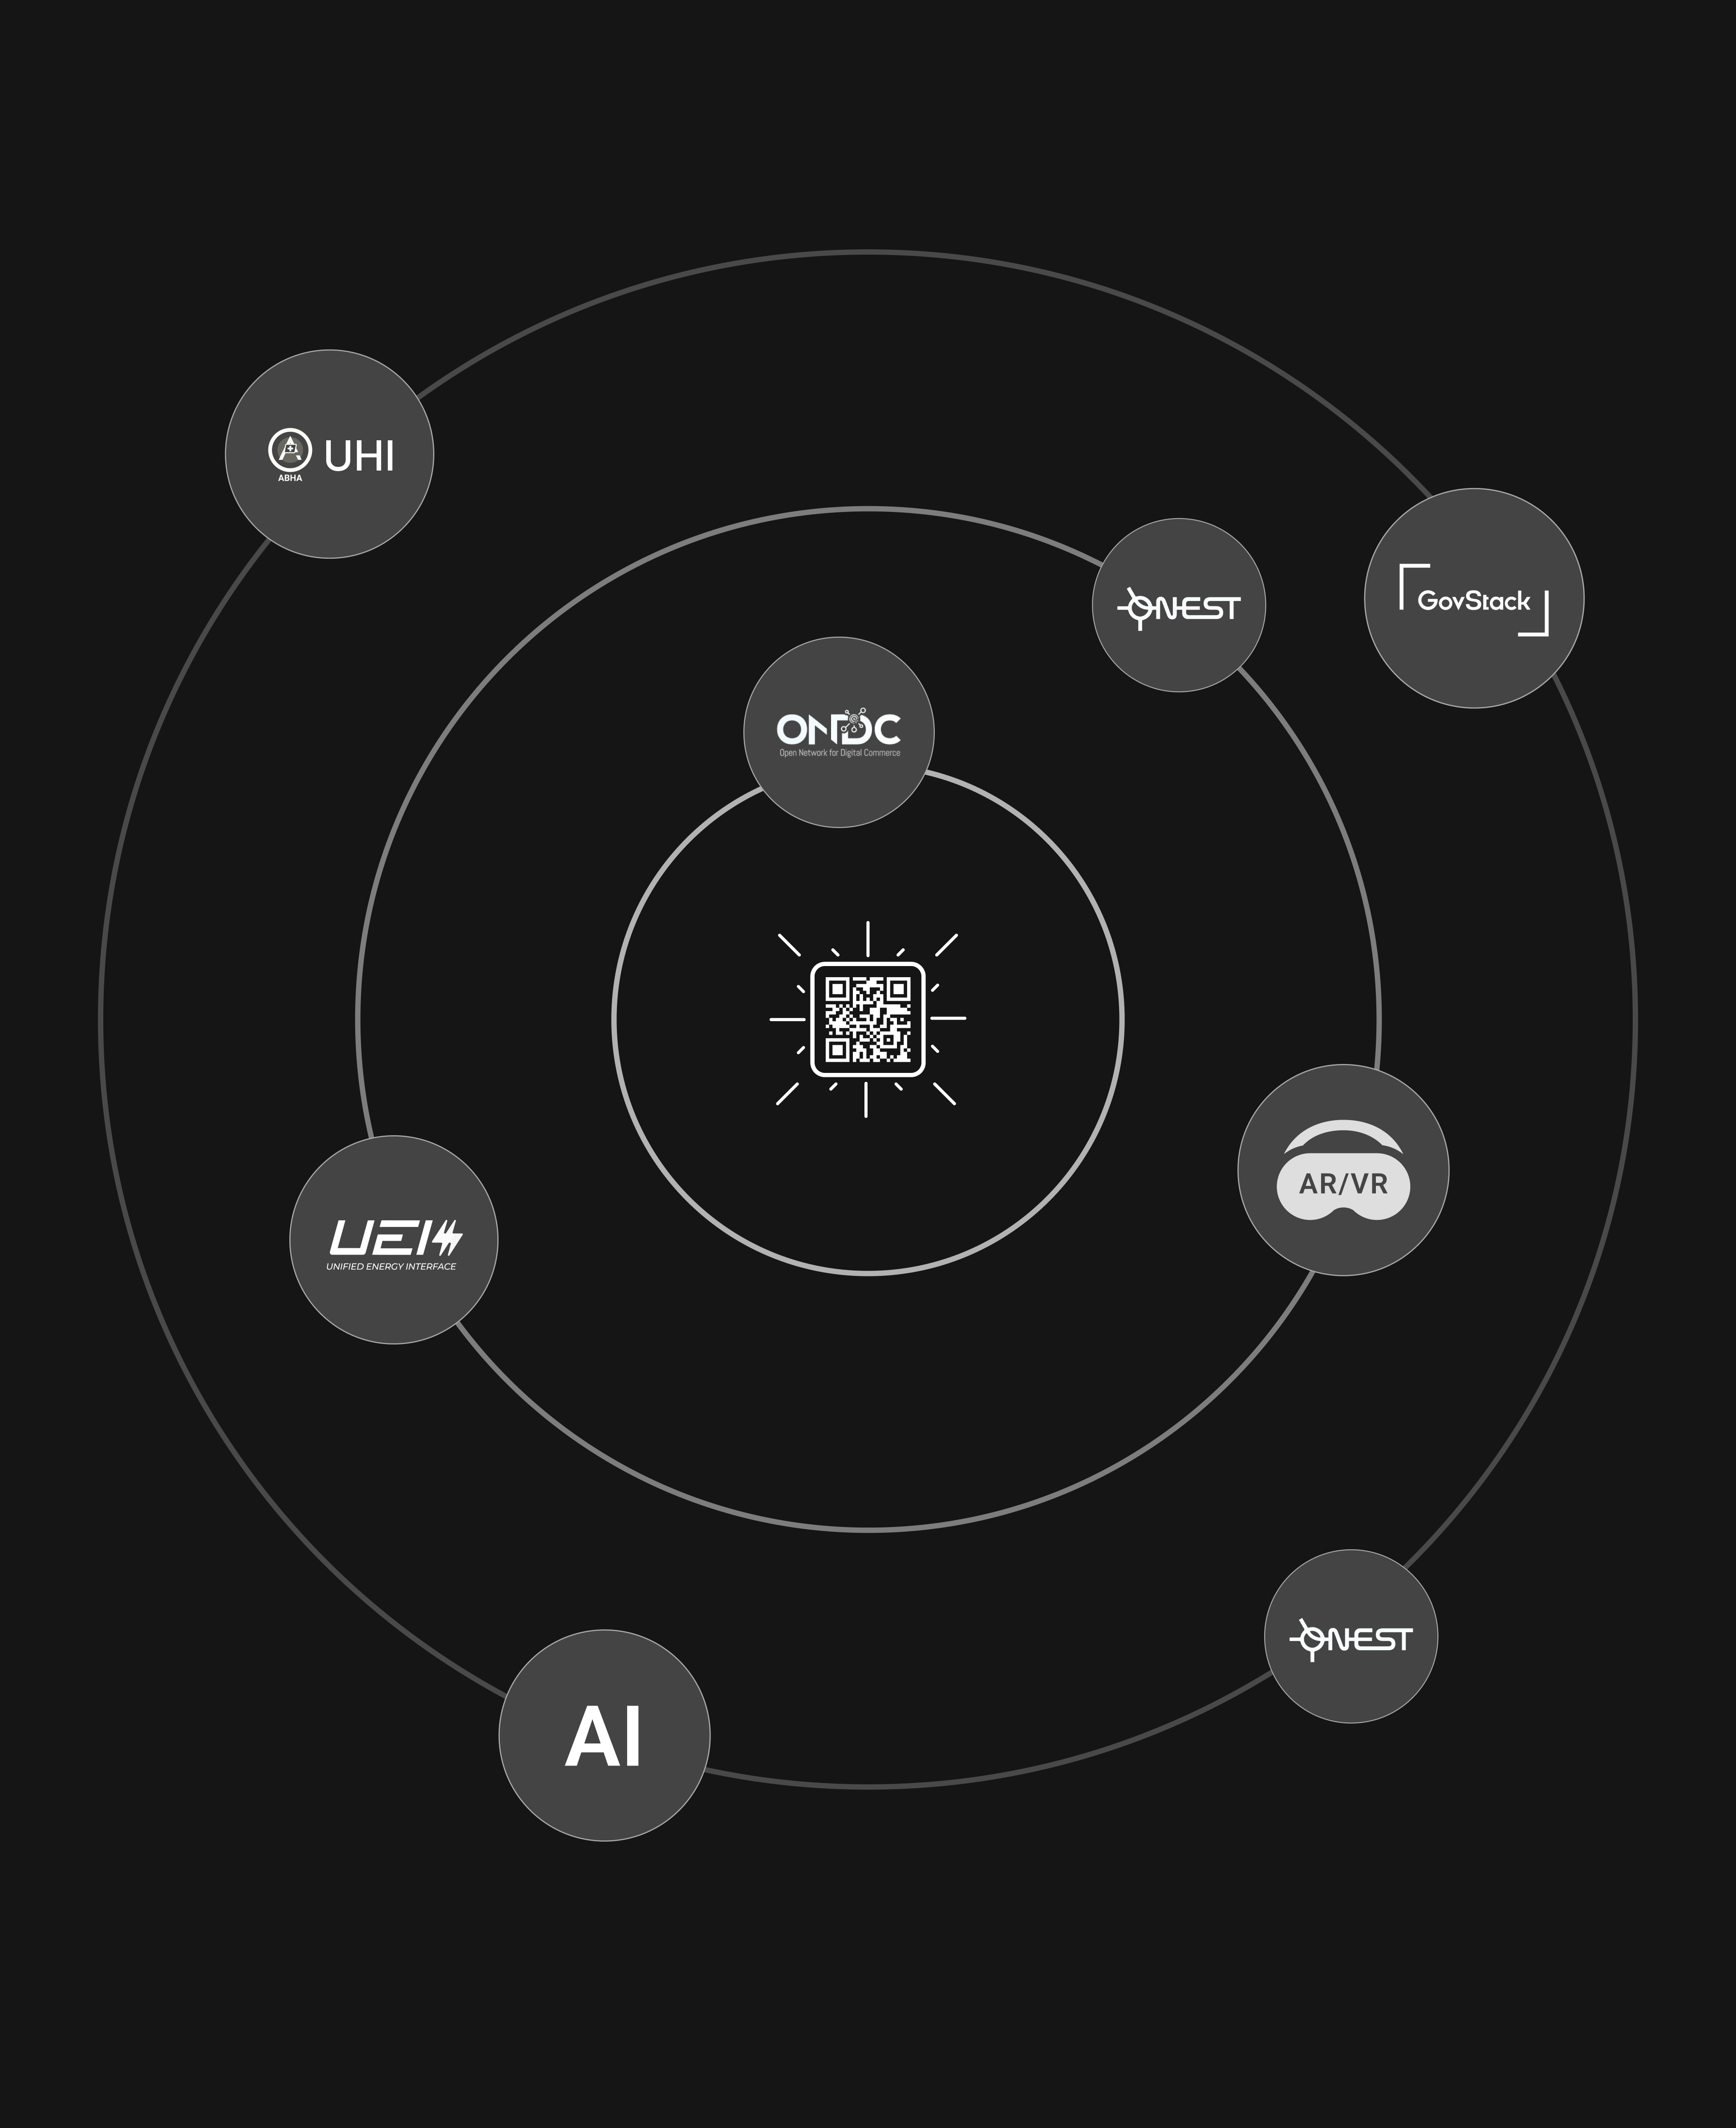 ABHA
UHI
GovStack
ONEST
ONDC
Open Network for Digital Commerce
AR/VR
UEI
UNIFIED ENERGY INTERFACE
ONEST
AI